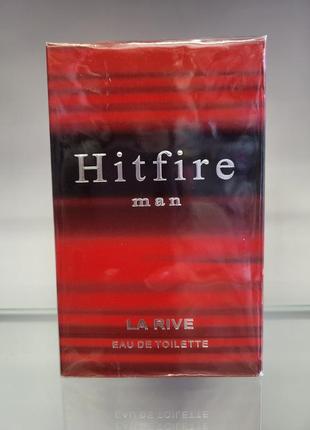 Hitfire
man
LA RIVE
EAU DE TOILETTE